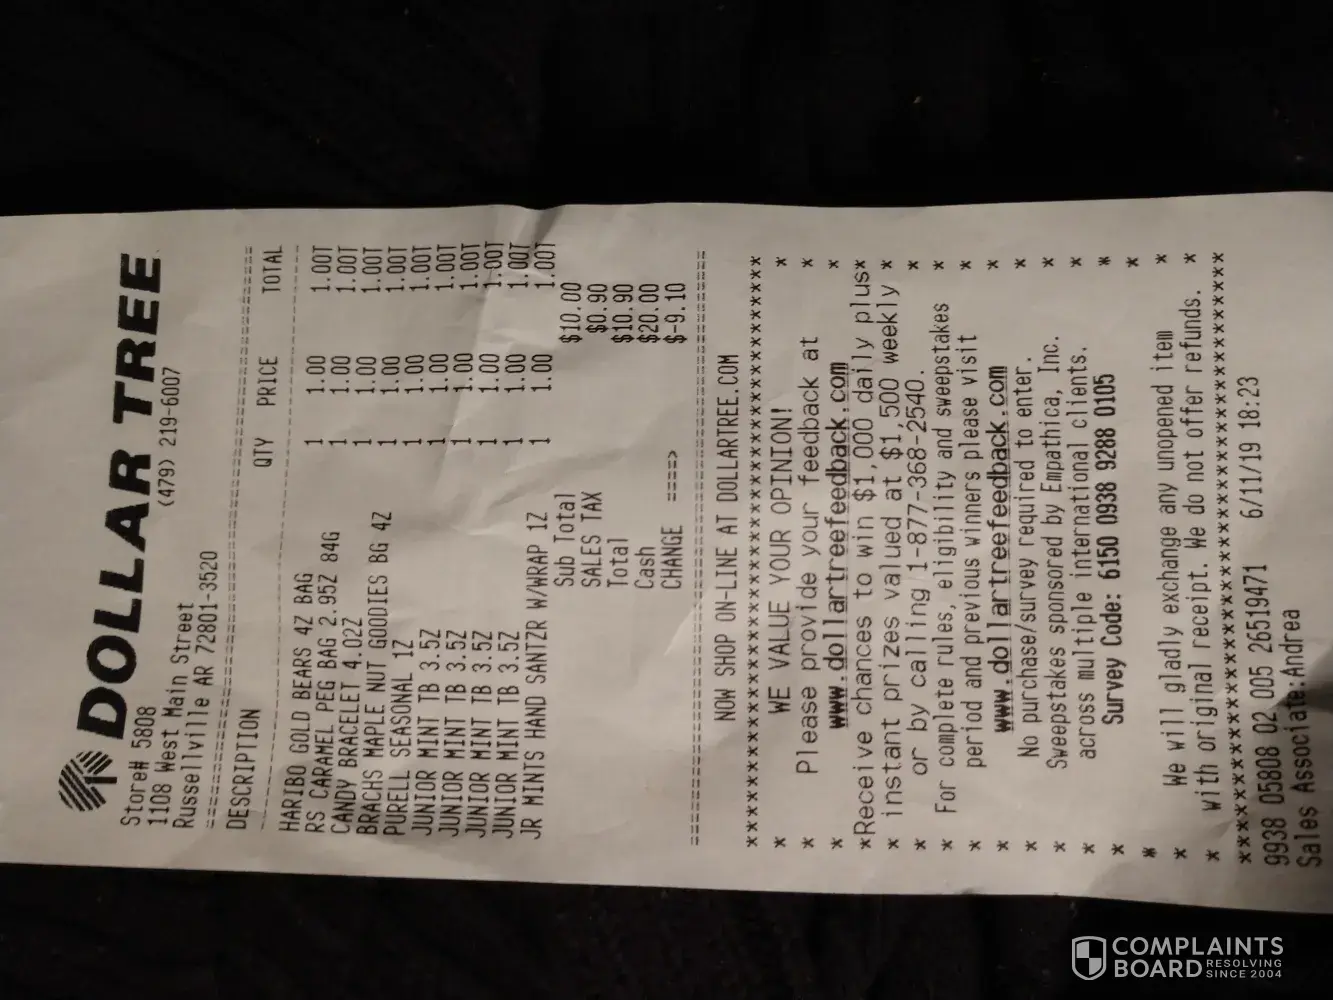 DOLLAR TREE
Store# 5808
1108 West Main Street
(479) 219-6007
Russellville AR 72801-3520
================================================
DESCRIPTION QTY PRICE TOTAL
HARIBO GOLD BEARS 4Z BAG 1 1.00 1.00T
RS CARAMEL PEG BAG 2.95Z 84G 1 1.00 1.00T
CANDY BRACELET 4.02Z 1 1.00 1.00T
BRACHS MAPLE NUT GOODIES BG 4Z 1 1.00 1.00T
PURELL SEASONAL 1Z 1 1.00 1.00T
JUNIOR MINT TB 3.5Z 1 1.00 1.00T
JUNIOR MINT TB 3.5Z 1 1.00 1.00T
JUNIOR MINT TB 3.5Z 1 1.00 1.00T
JUNIOR MINT TB 3.5Z 1 1.00 1.00T
JR MINIS HAND SANTZR W/WRAP 1Z 1 1.00 1.00T
Sub Total $10.00
SALES TAX $0.90
Total $10.90
Cash $20.00
CHANGE ====> $-9.10
================================================
NOW SHOP ON-LINE AT DOLLARTREE.COM
******************************************
* WE VALUE YOUR OPINION! *
* Please provide your feedback at *
* www.dollartreefeedback.com *
*Receive chances to win $1,000 daily plus*
* instant prizes valued at $1,500 weekly *
* or by calling 1-877-368-2540. *
* For complete rules, eligibility and sweepstakes *
* period and previous winners please visit *
* www.dollartreefeedback.com *
* No purchase/survey required to enter. *
* Sweepstakes sponsored by Empathica, Inc. *
* across multiple international clients. *
* Survey Code: 6150 0938 9288 0105 *
* *
* We will gladly exchange any unopened item *
* with original receipt. We do not offer refunds. *
******************************************
9938 05808 02 005 26519471 6/11/19 18:23
Sales Associate:Andrea
COMPLAINTS
BOARD RESOLVING
SINCE 2004